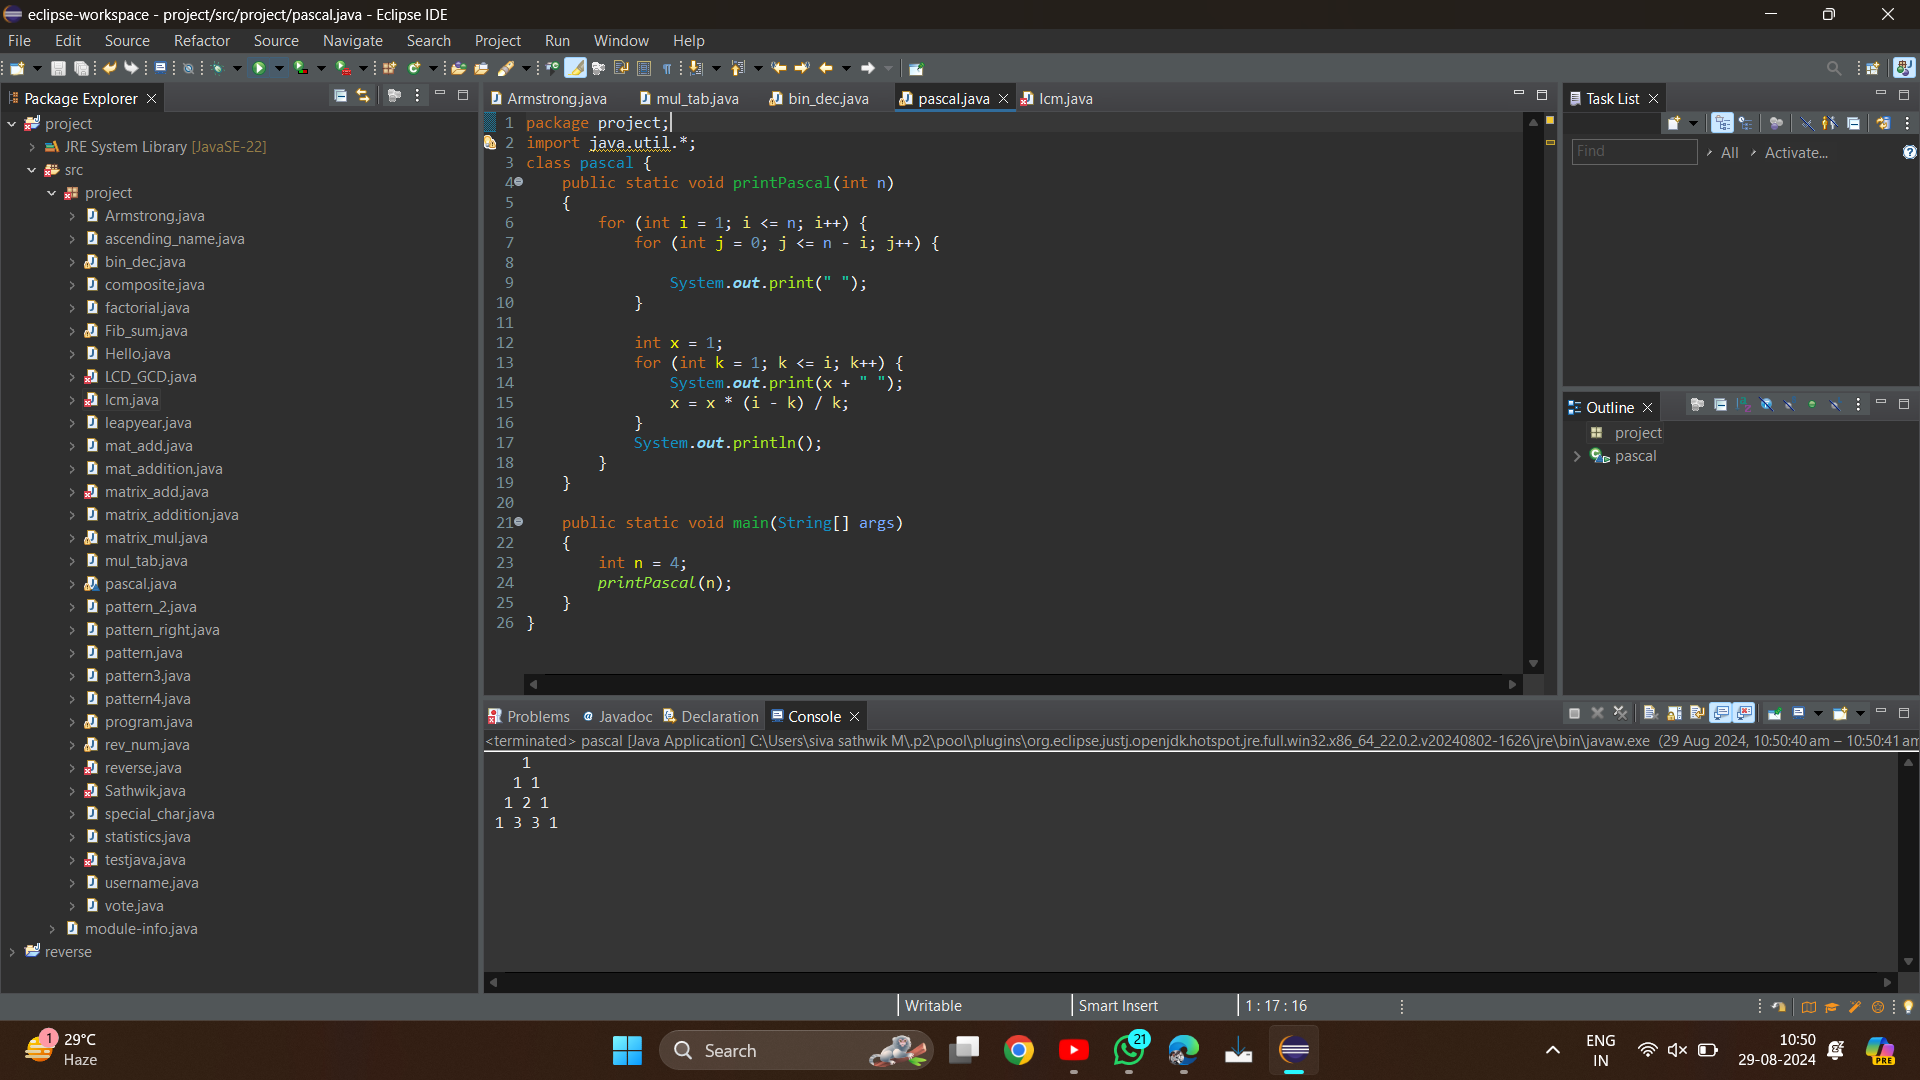 eclipse-workspace - project/src/project/pascal.java - Eclipse IDE
File Edit Source Refactor Source Navigate Search Project Run Window Help
Package Explorer
project
JRE System Library [JavaSE-22]
src
project
Armstrong.java
ascending_name.java
bin_dec.java
composite.java
factorial.java
Fib_sum.java
Hello.java
LCD_GCD.java
lcm.java
leapyear.java
mat_add.java
mat_addition.java
matrix_add.java
matrix_addition.java
matrix_mul.java
mul_tab.java
pascal.java
pattern_2.java
pattern_right.java
pattern.java
pattern3.java
pattern4.java
program.java
rev_num.java
reverse.java
Sathwik.java
special_char.java
statistics.java
testjava.java
username.java
vote.java
module-info.java
reverse
Armstrong.java mul_tab.java bin_dec.java pascal.java lcm.java
1 package project;
2 import java.util.*;
3 class pascal {
4 public static void printPascal(int n)
5 {
6 for (int i = 1; i <= n; i++) {
7 for (int j = 0; j <= n - i; j++) {
8
9 System.out.print(" ");
10 }
11
12 int x = 1;
13 for (int k = 1; k <= i; k++) {
14 System.out.print(x + " ");
15 x = x * (i - k) / k;
16 }
17 System.out.println();
18 }
19 }
20
21 public static void main(String[] args)
22 {
23 int n = 4;
24 printPascal(n);
25 }
26 }
Task List
Find All Activate...
Outline
project
pascal
Problems Javadoc Declaration Console
<terminated> pascal [Java Application] C:\Users\siva sathwik M\.p2\pool\plugins\org.eclipse.justj.openjdk.hotspot.jre.full.win32.x86_64_22.0.2.v20240802-1626\jre\bin\javaw.exe (29 Aug 2024, 10:50:40 am – 10:50:41 am
1
1 1
1 2 1
1 3 3 1
Writable Smart Insert 1 : 17 : 16
1
29°C
Haze
Search
21
ENG
IN
10:50
29-08-2024
PRE